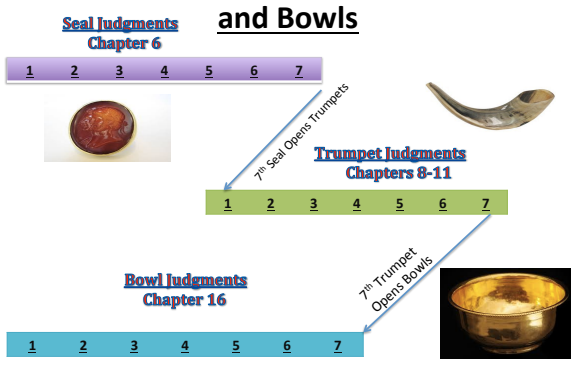 and Bowls
Seal Judgments
Chapter 6
1 2 3 4 5 6 7
7th Seal Opens Trumpets
Trumpet Judgments
Chapters 8-11
1 2 3 4 5 6 7
7th Trumpet
Opens Bowls
Bowl Judgments
Chapter 16
1 2 3 4 5 6 7